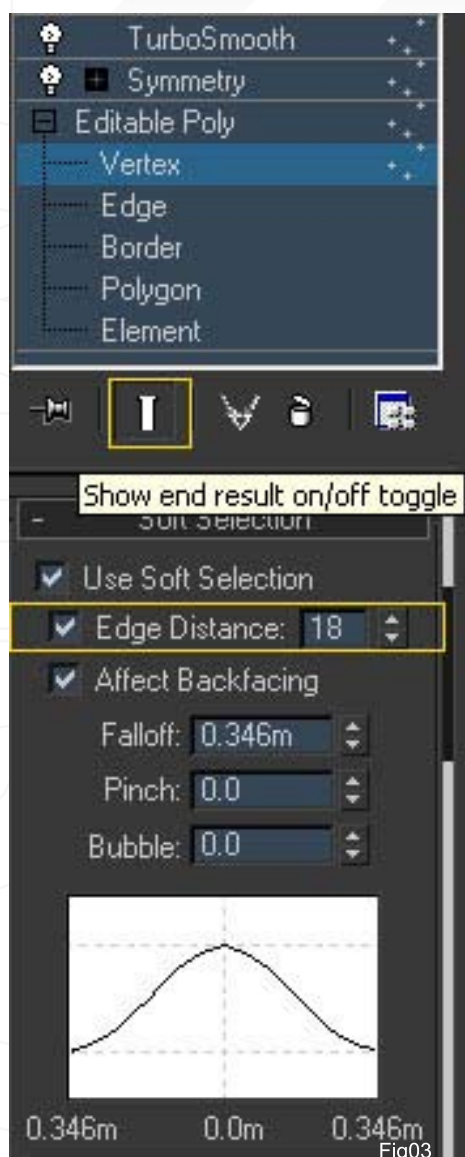 TurboSmooth
Symmetry
Editable Poly
Vertex
Edge
Border
Polygon
Element
Show end result on/off toggle
- Soft Selection
Use Soft Selection
Edge Distance: 18
Affect Backfacing
Falloff: 0.346m
Pinch: 0.0
Bubble: 0.0
0.346m 0.0m 0.346m
Fig03